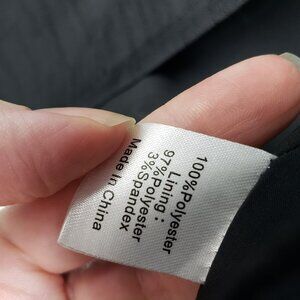 100%Polyester
Lining :
97%Polyester
3%Spandex
Made In China